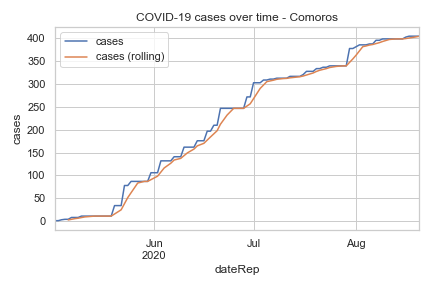 COVID-19 cases over time - Comoros
cases
cases (rolling)
400
350
300
250
200
150
100
50
0
cases
Jun
2020
Jul
Aug
dateRep